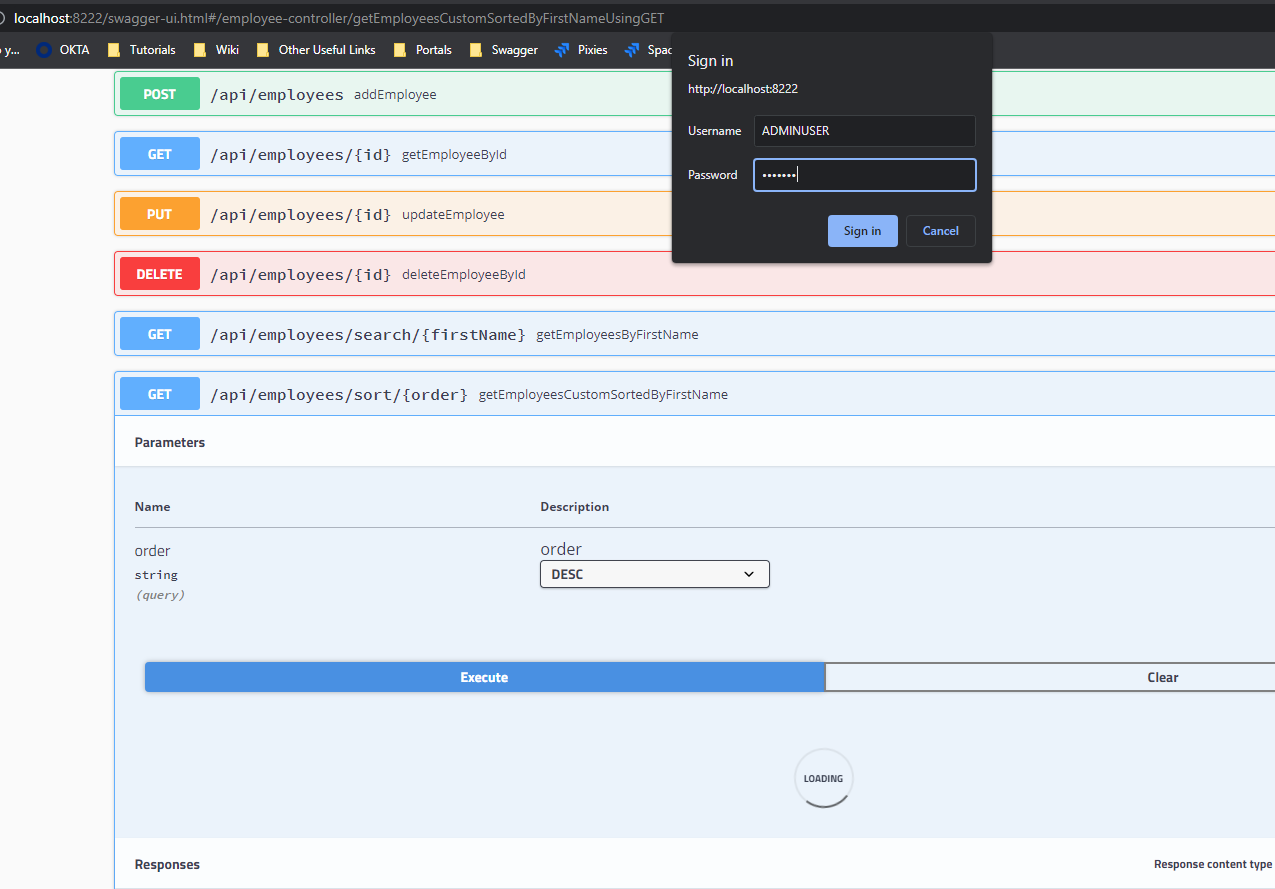 localhost:8222/swagger-ui.html#/employee-controller/getEmployeesCustomSortedByFirstNameUsingGET
y... OKTA Tutorials Wiki Other Useful Links Portals Swagger Pixies Spac
Sign in
http://localhost:8222
Username ADMINUSER
Password •••••••
Sign in Cancel
POST /api/employees addEmployee
GET /api/employees/{id} getEmployeeById
PUT /api/employees/{id} updateEmployee
DELETE /api/employees/{id} deleteEmployeeById
GET /api/employees/search/{firstName} getEmployeesByFirstName
GET /api/employees/sort/{order} getEmployeesCustomSortedByFirstName
Parameters
Name Description
order order
string DESC
(query)
Execute Clear
LOADING
Responses Response content type